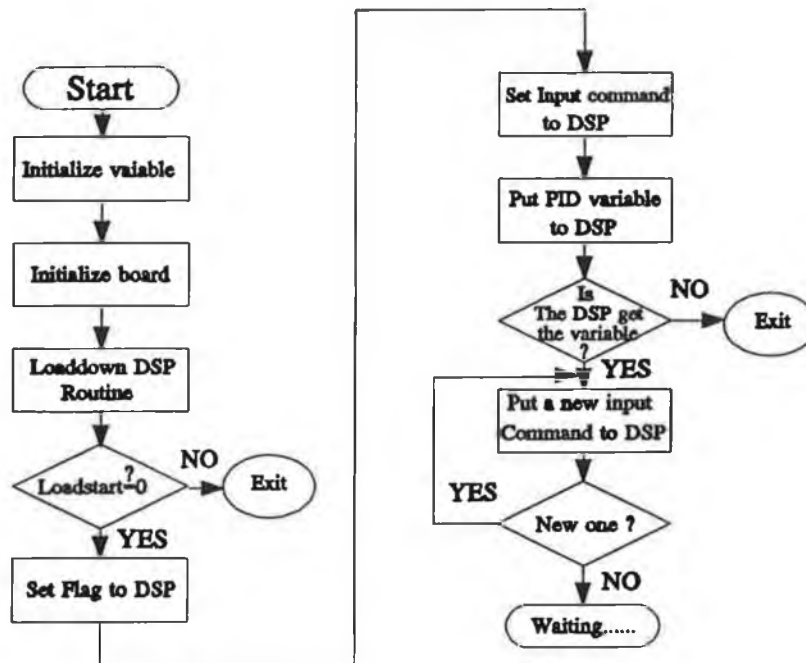 Start
Initialize vaiable
Initialize board
Loaddown DSP
Routine
?
Loadstart=0
NO
Exit
YES
Set Flag to DSP
Set Input command
to DSP
Put PID variable
to DSP
Is
The DSP get
the variable
?
NO
Exit
YES
Put a new input
Command to DSP
YES
New one ?
NO
Waiting......